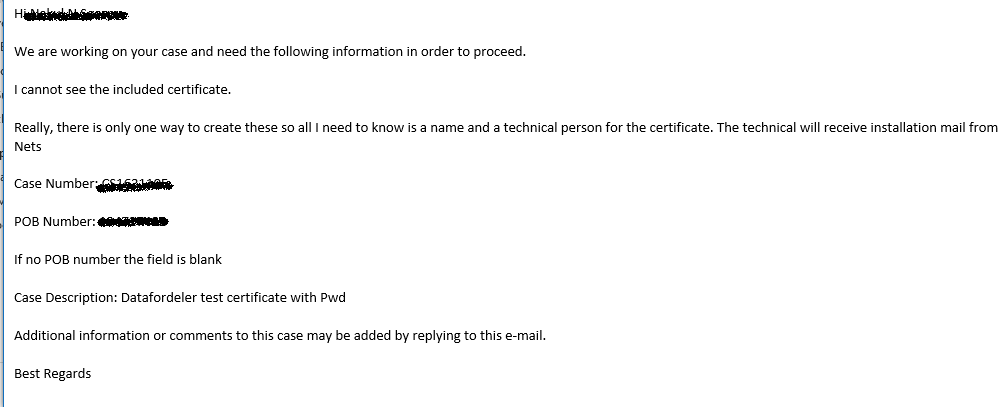 Hi
We are working on your case and need the following information in order to proceed.
I cannot see the included certificate.
Really, there is only one way to create these so all I need to know is a name and a technical person for the certificate. The technical will receive installation mail from
Nets
Case Number:
POB Number:
If no POB number the field is blank
Case Description: Datafordeler test certificate with Pwd
Additional information or comments to this case may be added by replying to this e-mail.
Best Regards